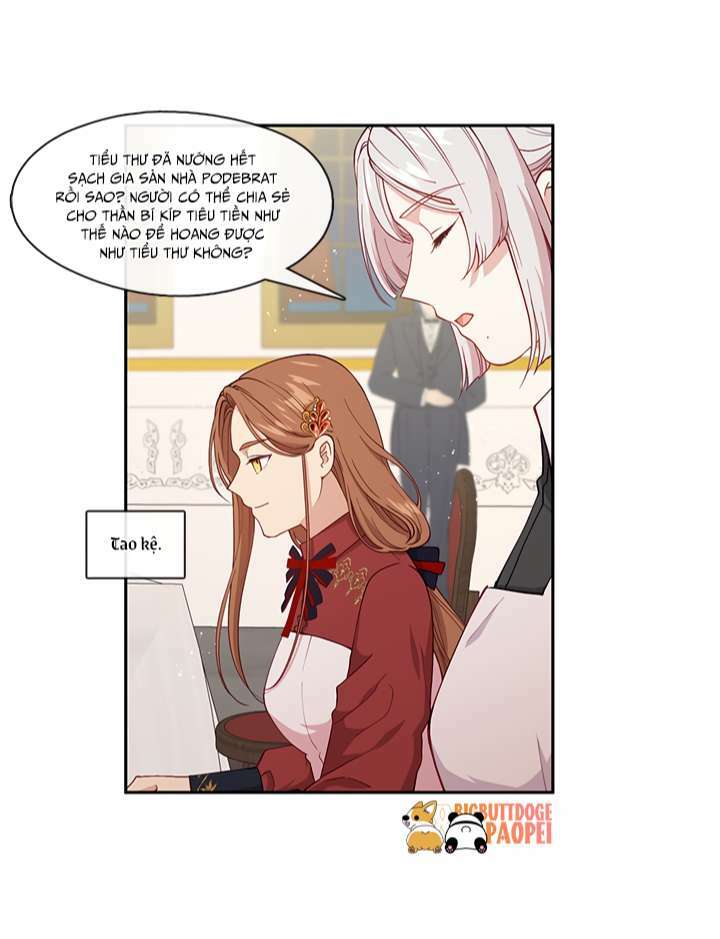 TIỂU THƯ ĐÃ NƯỚNG HẾT
SẠCH GIA SẢN NHÀ PODEBRAT
RỒI SAO? NGƯỜI CÓ THỂ CHIA SẺ
CHO THẦN BÍ KÍP TIÊU TIỀN NHƯ
THẾ NÀO ĐỂ HOANG ĐƯỢC
NHƯ TIỂU THƯ KHÔNG?
Tao kệ.
BIGBUTTDOGE
PAOPEI